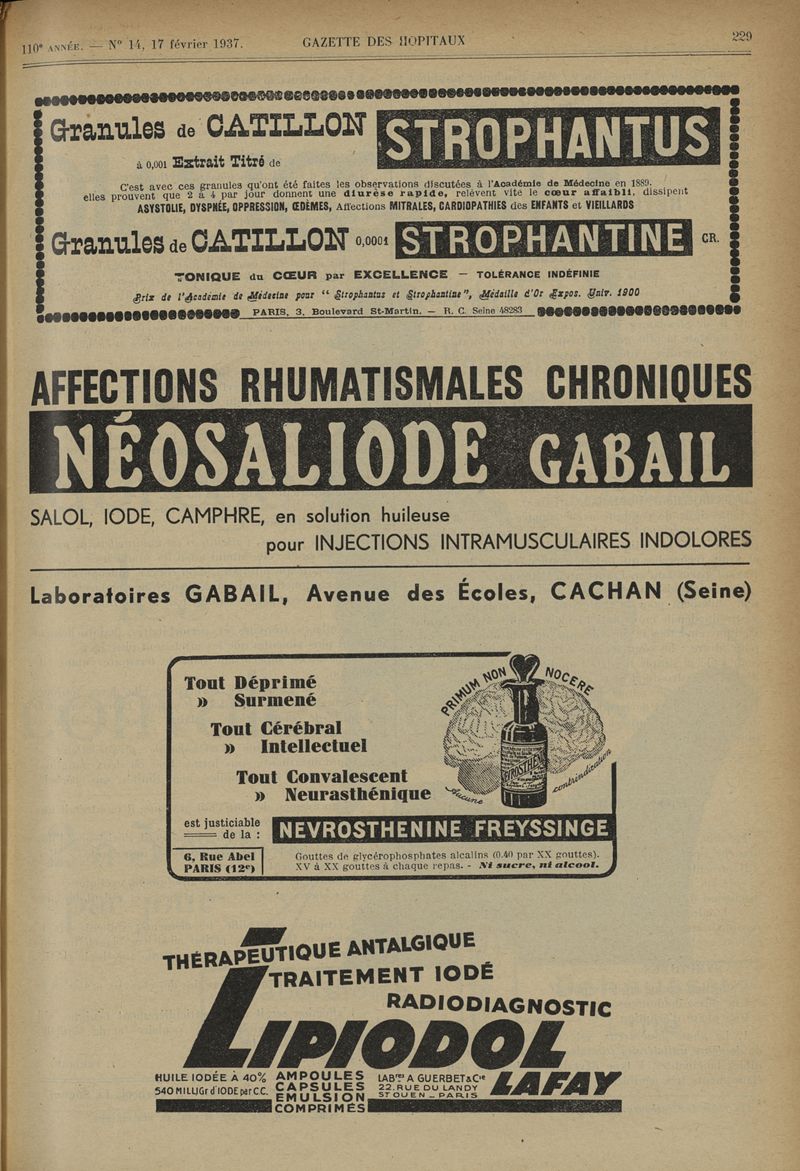 110e ANNÉE. — N° 14, 17 février 1937.
GAZETTE DES HOPITAUX
229
Granules de CATILLON STROPHANTUS
à 0,001 Extrait Titré de
C'est avec ces granules qu'ont été faites les observations discutées à l'Académie de Médecine en 1889.
elles prouvent que 2 à 4 par jour donnent une diurèse rapide, relèvent vite le cœur affaibli, dissipent
ASYSTOLIE, DYSPNÉE, OPPRESSION, ŒDÈMES, Affections MITRALES, CARDIOPATHIES des ENFANTS et VIEILLARDS
Granules de CATILLON 0,0001 STROPHANTINE CR.
TONIQUE du CŒUR par EXCELLENCE — TOLÉRANCE INDÉFINIE
Prix de l'Académie de Médecine pour "Strophantus et Strophantine", Médaille d'Or Expos. Univ. 1900
PARIS, 3, Boulevard St-Martin. — R. C. Seine 48283
AFFECTIONS RHUMATISMALES CHRONIQUES
NÉOSALIODE GABAIL
SALOL, IODE, CAMPHRE, en solution huileuse
pour INJECTIONS INTRAMUSCULAIRES INDOLORES
Laboratoires GABAIL, Avenue des Écoles, CACHAN (Seine)
Tout Déprimé
» Surmené
Tout Cérébral
» Intellectuel
Tout Convalescent
» Neurasthénique
PRIMUM NON NOCERE
Aucune contrindication
est justiciable
de la :
NEVROSTHENINE FREYSSINGE
6, Rue Abel
PARIS (12e)
Gouttes de glycérophosphates alcalins (0.40 par XX gouttes).
XV à XX gouttes à chaque repas. - Ni sucre, ni alcool.
THÉRAPEUTIQUE ANTALGIQUE
TRAITEMENT IODÉ
RADIODIAGNOSTIC
LIPIODOL
LAFAY
HUILE IODÉE À 40%
540 MILLIGr d'IODE par CC.
AMPOULES
CAPSULES
EMULSION
COMPRIMÉS
LABres A GUERBET & Cie
22. RUE DU LANDY
ST OUEN _ PARIS